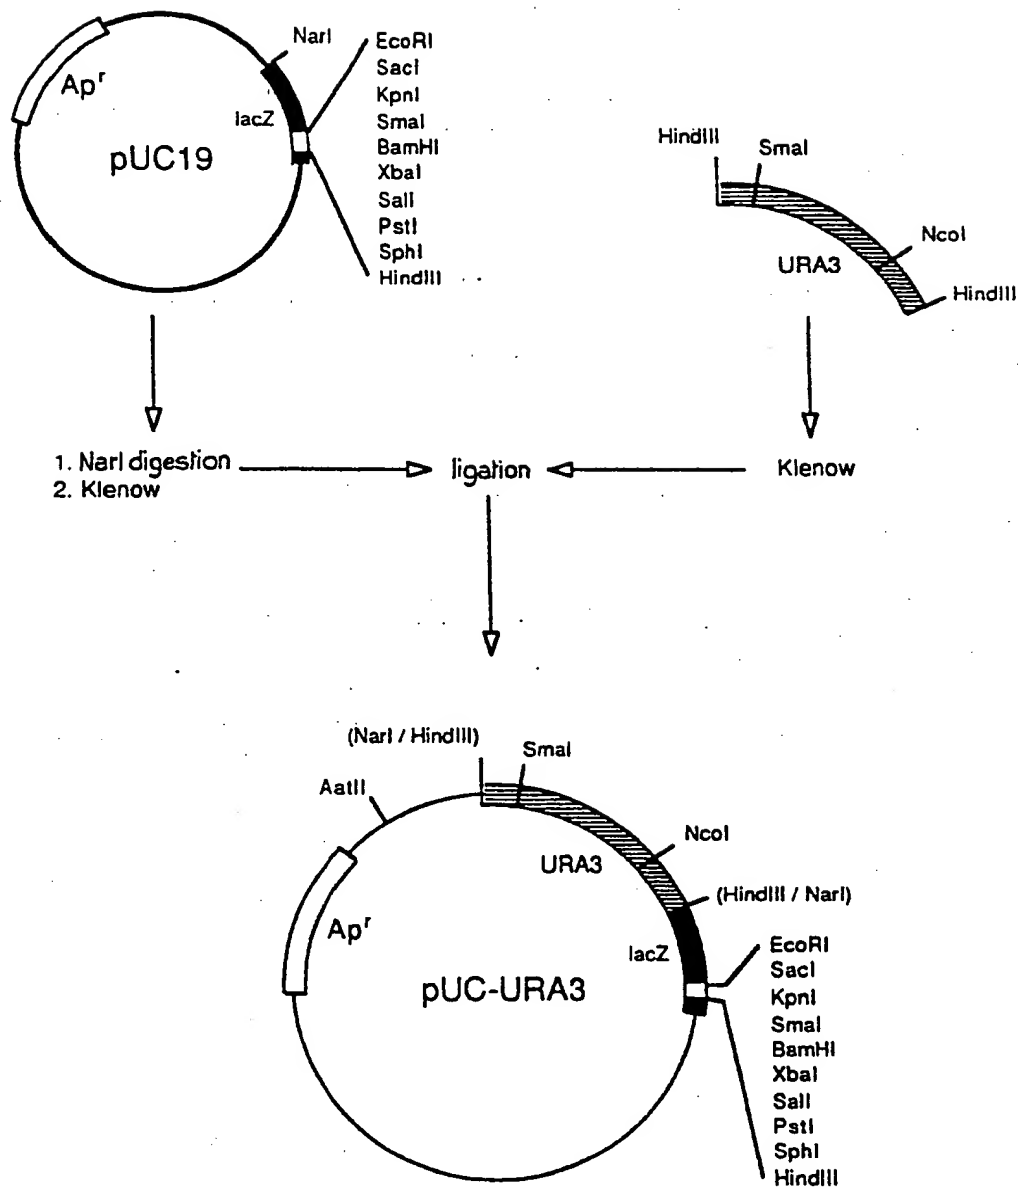 Ap^r
pUC19
NarI
lacZ
EcoRI
SacI
KpnI
SmaI
BamHI
XbaI
SalI
PstI
SphI
HindIII
HindIII
SmaI
NcoI
URA3
HindIII
1. NarI digestion
2. Klenow
ligation
Klenow
(NarI / HindIII)
SmaI
AatII
NcoI
URA3
(HindIII / NarI)
Ap^r
lacZ
pUC-URA3
EcoRI
SacI
KpnI
SmaI
BamHI
XbaI
SalI
PstI
SphI
HindIII